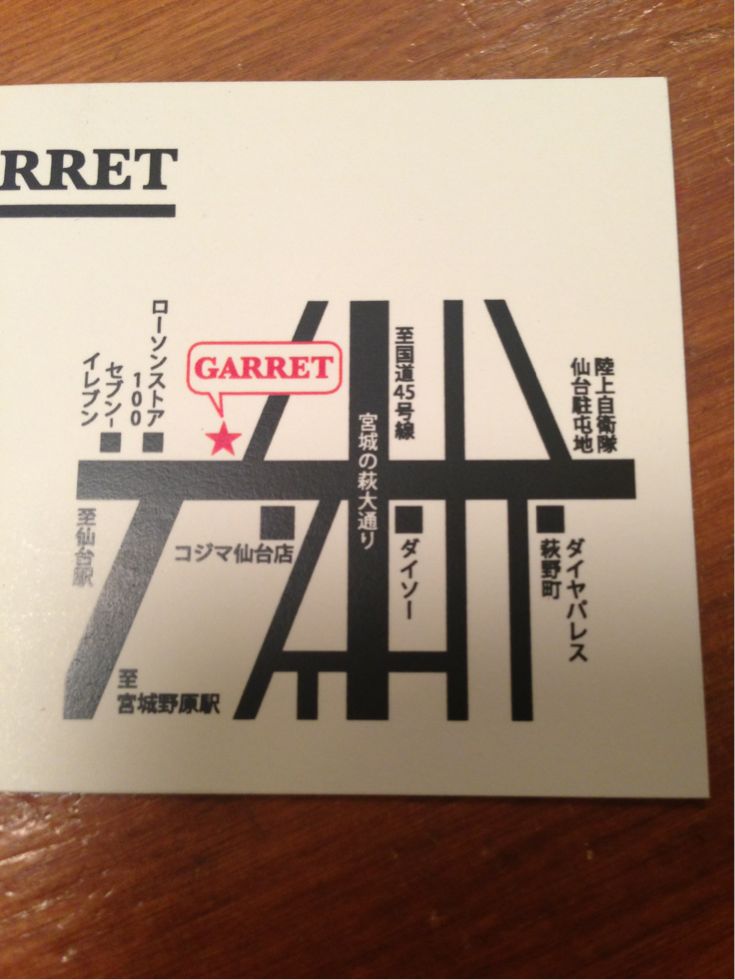 RRET
ローソンストア
100
セブン-
イレブン
GARRET
至国道45号線
宮城の萩大通り
陸上自衛隊
仙台駐屯地
至仙台駅
コジマ仙台店
ダイソー
ダイヤパレス
萩野町
至
宮城野原駅